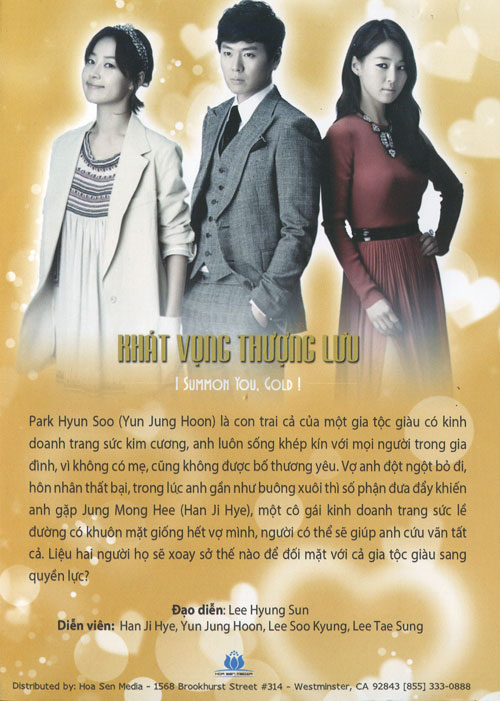 KHÁT VỌNG THƯỢNG LƯU
I SUMMON YOU, GOLD !
Park Hyun Soo (Yun Jung Hoon) là con trai cả của một gia tộc giàu có kinh
doanh trang sức kim cương, anh luôn sống khép kín với mọi người trong gia
đình, vì không có mẹ, cũng không được bố thương yêu. Vợ anh đột ngột bỏ đi,
hôn nhân thất bại, trong lúc anh gần như buông xuôi thì số phận đưa đẩy khiến
anh gặp Jung Mong Hee (Han Ji Hye), một cô gái kinh doanh trang sức lề
đường có khuôn mặt giống hết vợ mình, người có thể sẽ giúp anh cứu vãn tất
cả. Liệu hai người họ sẽ xoay sở thế nào để đối mặt với cả gia tộc giàu sang
quyền lực?
Đạo diễn: Lee Hyung Sun
Diễn viên: Han Ji Hye, Yun Jung Hoon, Lee Soo Kyung, Lee Tae Sung
HOA SEN MEDIA
Distributed by: Hoa Sen Media – 1568 Brookhurst Street #314 – Westminster, CA 92843 [855] 333-0888